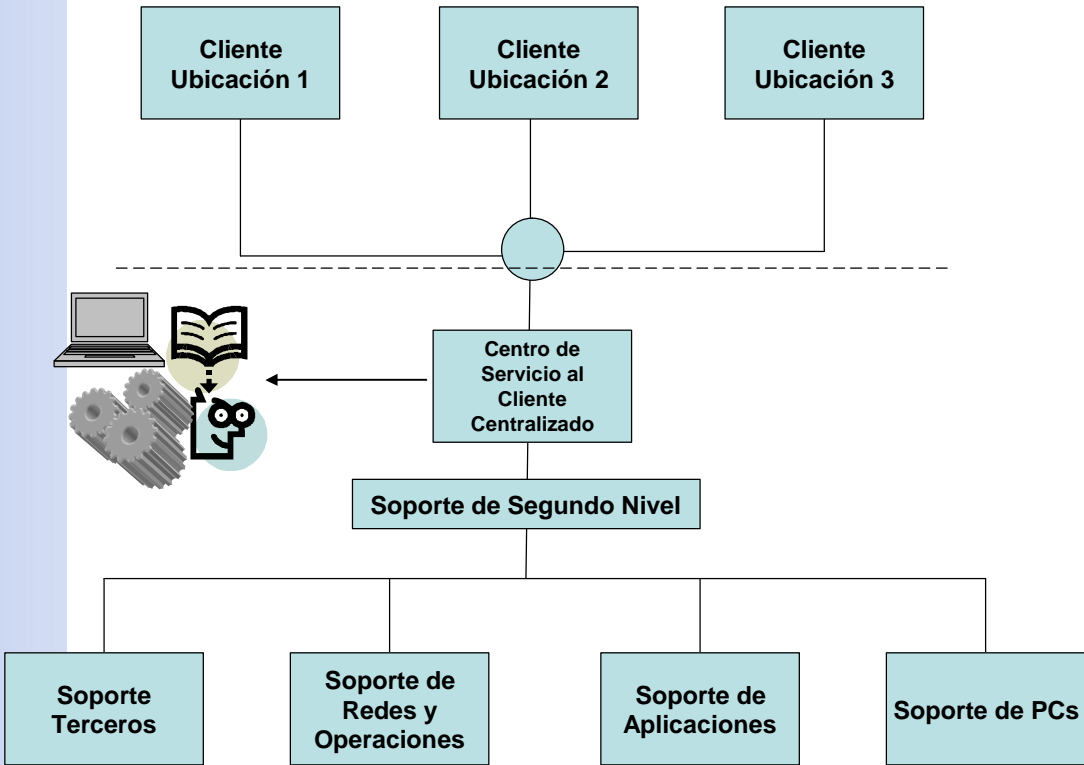 Cliente
Ubicación 1
Cliente
Ubicación 2
Cliente
Ubicación 3
Centro de
Servicio al
Cliente
Centralizado
Soporte de Segundo Nivel
Soporte
Terceros
Soporte de
Redes y
Operaciones
Soporte de
Aplicaciones
Soporte de PCs